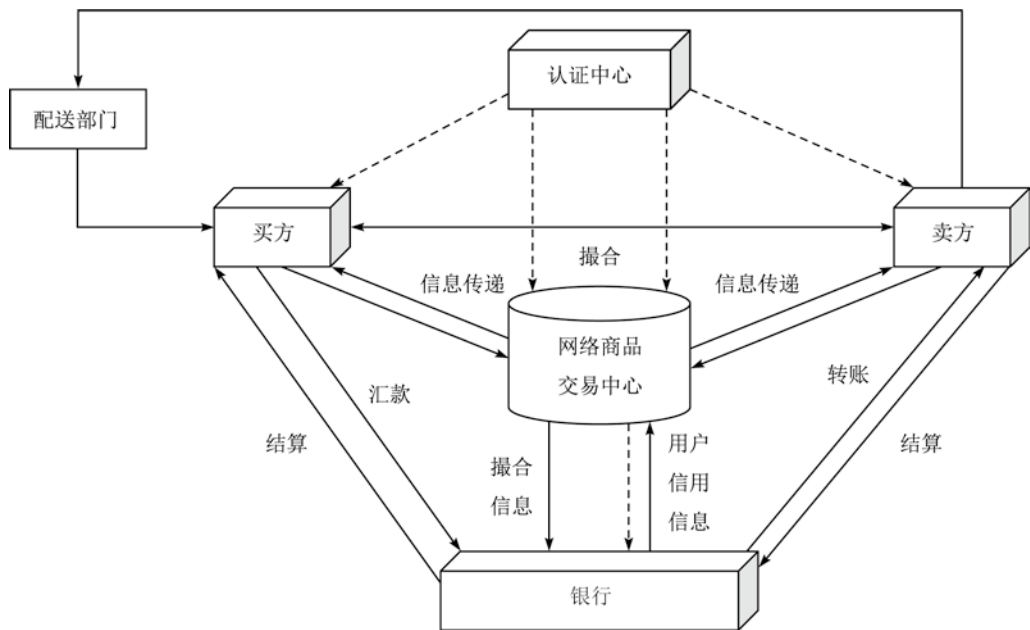 认证中心
配送部门
买方
卖方
撮合
信息传递
信息传递
网络商品
交易中心
汇款
转账
结算
结算
撮合
信息
用户
信用
信息
银行